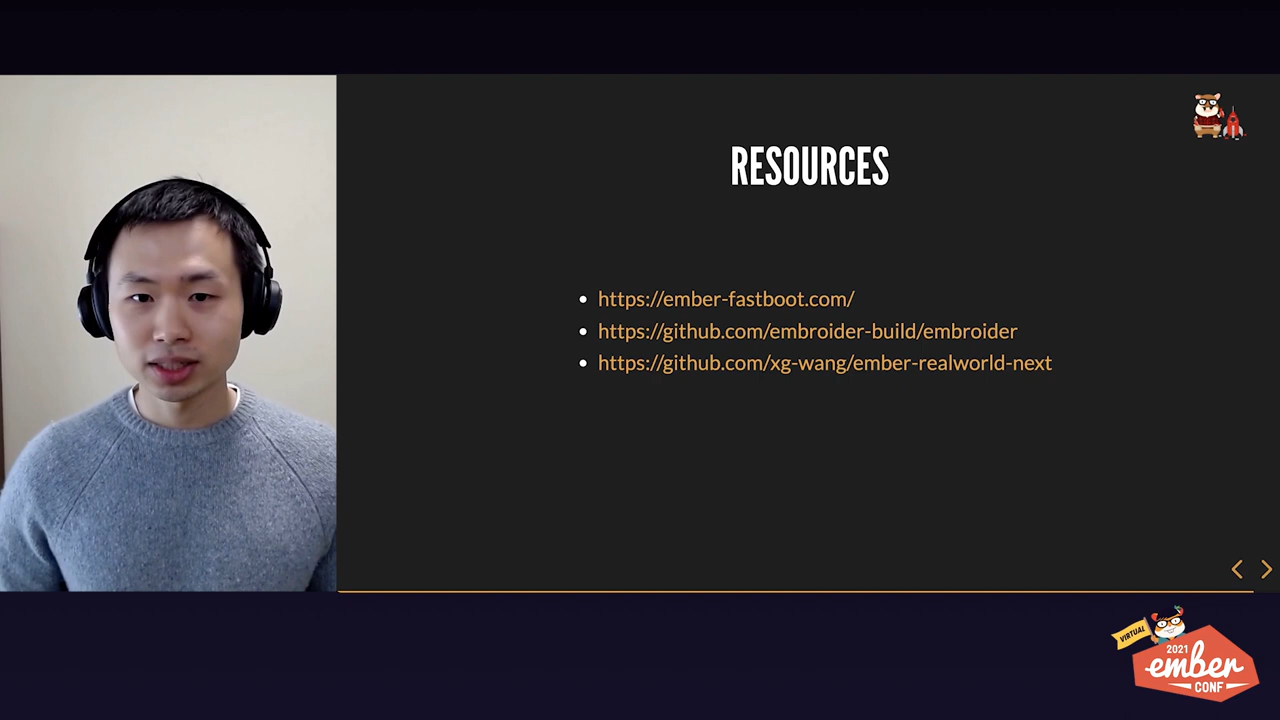 RESOURCES
https://ember-fastboot.com/
https://github.com/embroider-build/embroider
https://github.com/xg-wang/ember-realworld-next
VIRTUAL
2021
ember
CONF